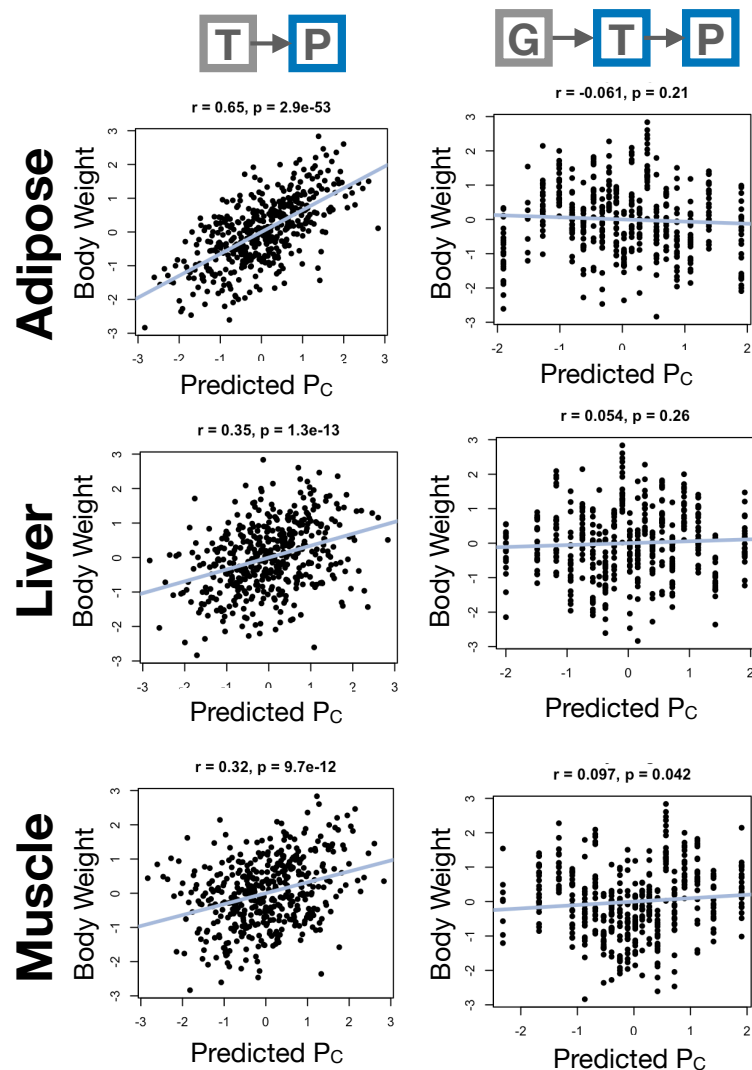 T P
G T P
Adipose
r = 0.65, p = 2.9e-53
Body Weight
3
2
1
0
-1
-2
-3
-3 -2 -1 0 1 2 3
Predicted PC
r = -0.061, p = 0.21
Body Weight
3
2
1
0
-1
-2
-3
-2 -1 0 1 2
Predicted PC
Liver
r = 0.35, p = 1.3e-13
Body Weight
3
2
1
0
-1
-2
-3
-3 -2 -1 0 1 2 3
Predicted PC
r = 0.054, p = 0.26
Body Weight
3
2
1
0
-1
-2
-3
-2 -1 0 1 2
Predicted PC
Muscle
r = 0.32, p = 9.7e-12
Body Weight
3
2
1
0
-1
-2
-3
-3 -2 -1 0 1 2 3
Predicted PC
r = 0.097, p = 0.042
Body Weight
3
2
1
0
-1
-2
-3
-2 -1 0 1 2
Predicted PC